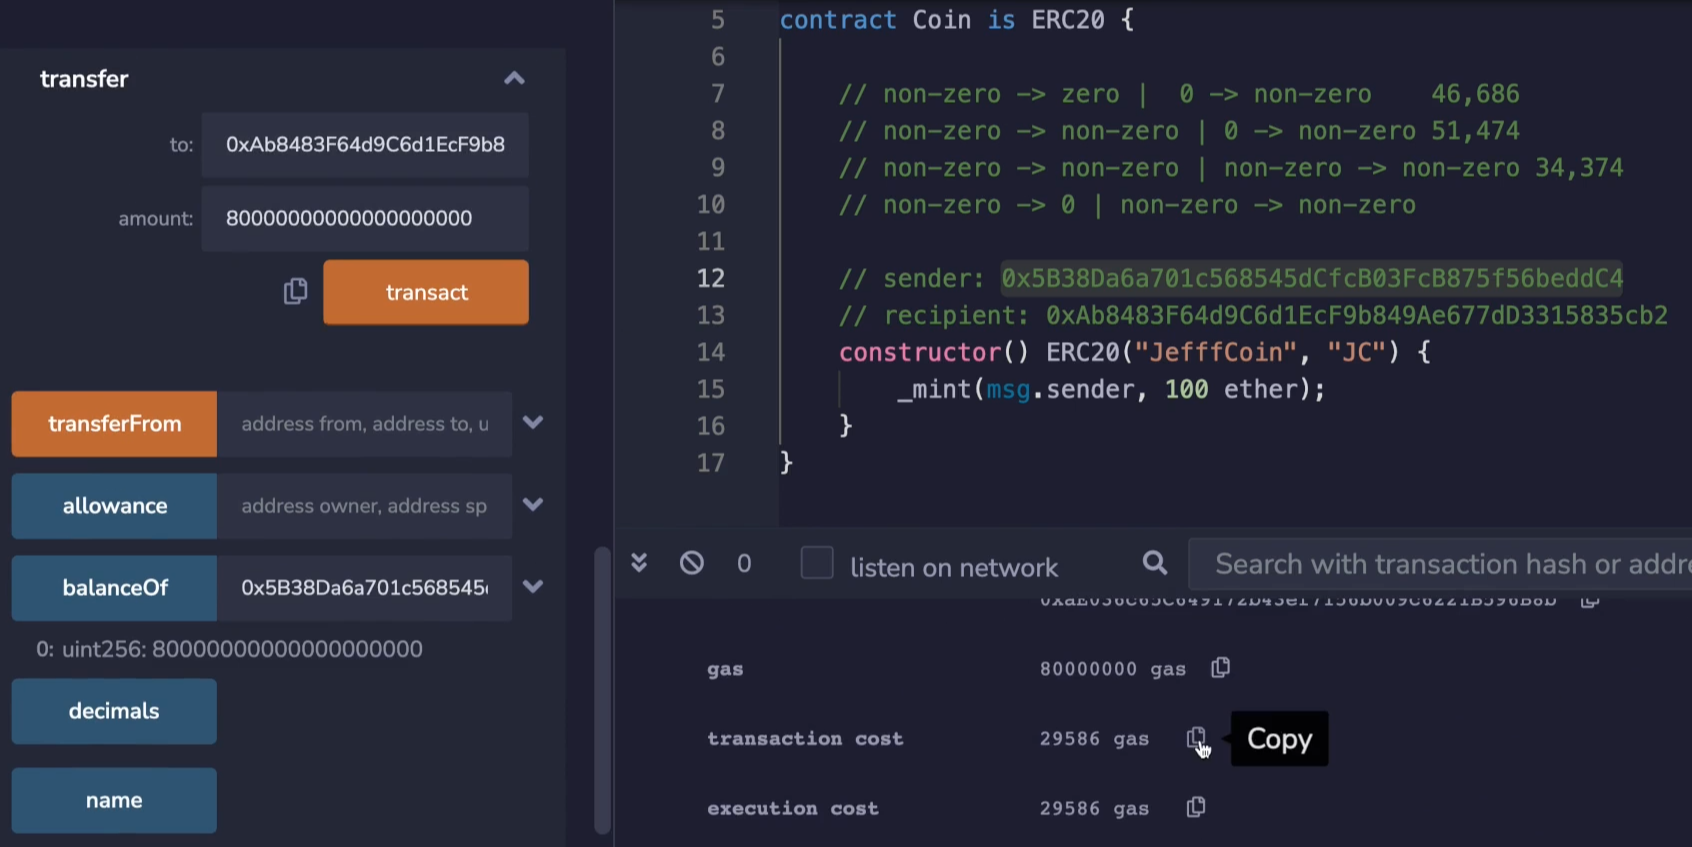 transfer
to: 0xAb8483F64d9C6d1EcF9b8
amount: 80000000000000000000
transact
transferFrom address from, address to, u
allowance address owner, address sp
balanceOf 0x5B38Da6a701c568545
0: uint256: 80000000000000000000
decimals
name
5 contract Coin is ERC20 {
6
7 // non-zero -> zero | 0 -> non-zero 46,686
8 // non-zero -> non-zero | 0 -> non-zero 51,474
9 // non-zero -> non-zero | non-zero -> non-zero 34,374
10 // non-zero -> 0 | non-zero -> non-zero
11
12 // sender: 0x5B38Da6a701c568545dCfcB03FcB875f56beddC4
13 // recipient: 0xAb8483F64d9C6d1EcF9b849Ae677dD3315835cb2
14 constructor() ERC20("JefffCoin", "JC") {
15 _mint(msg.sender, 100 ether);
16 }
17 }
0 listen on network Search with transaction hash or addre
gas 80000000 gas
transaction cost 29586 gas Copy
execution cost 29586 gas